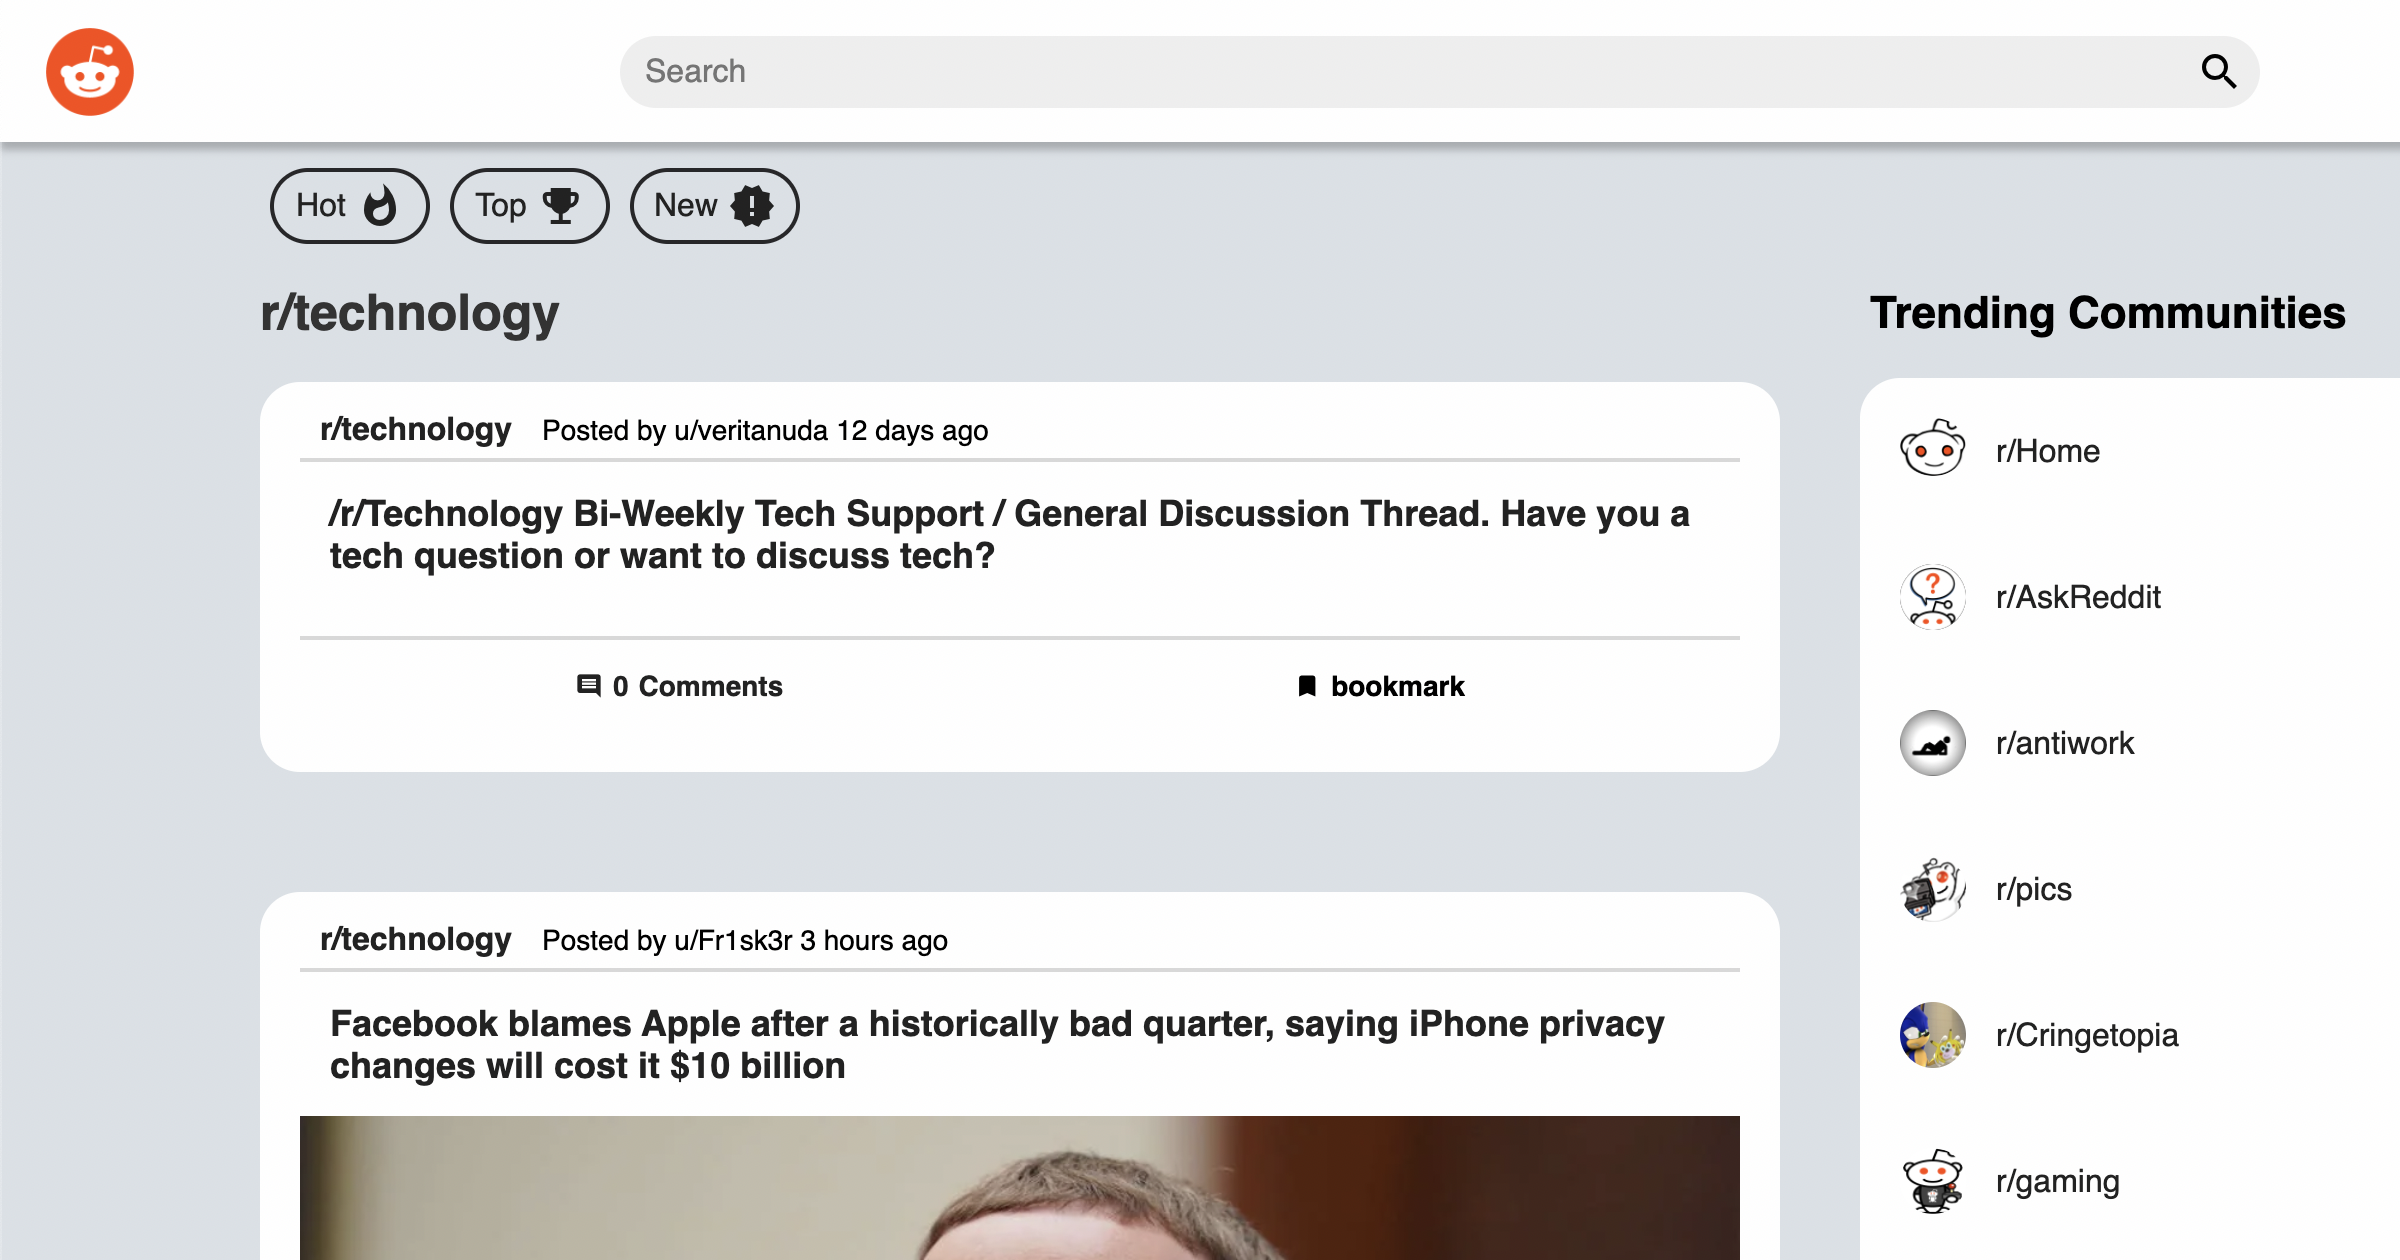 Search
Hot
Top
New
r/technology
Trending Communities
r/technology Posted by u/veritanuda 12 days ago
/r/Technology Bi-Weekly Tech Support / General Discussion Thread. Have you a
tech question or want to discuss tech?
0 Comments
bookmark
r/technology Posted by u/Fr1sk3r 3 hours ago
Facebook blames Apple after a historically bad quarter, saying iPhone privacy
changes will cost it $10 billion
r/Home
r/AskReddit
r/antiwork
r/pics
r/Cringetopia
r/gaming